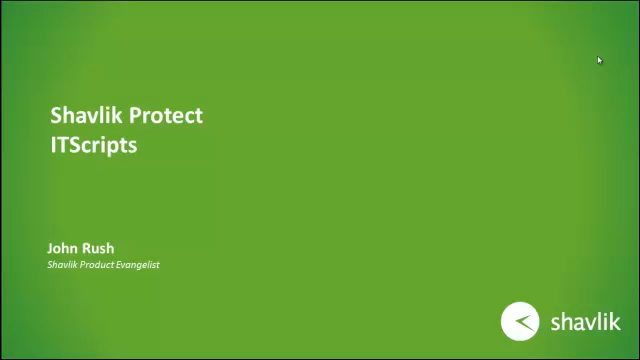 Shavlik Protect
ITScripts
John Rush
Shavlik Product Evangelist
shavlik